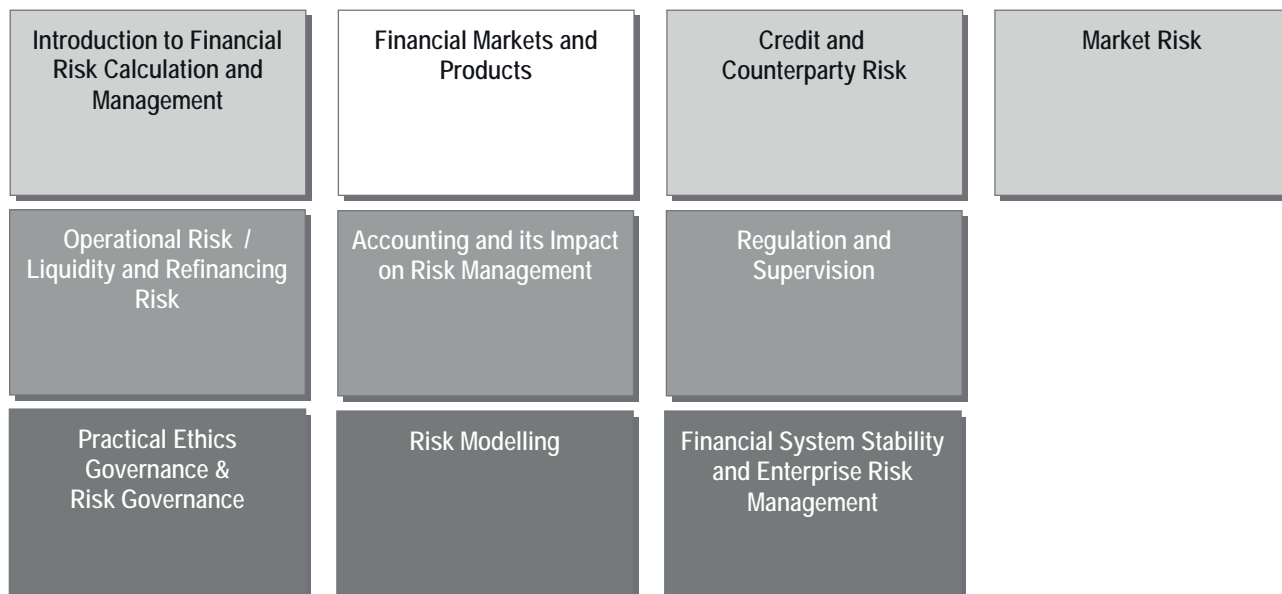 Introduction to Financial
Risk Calculation and
Management
Financial Markets and
Products
Credit and
Counterparty Risk
Market Risk
Operational Risk /
Liquidity and Refinancing
Risk
Accounting and its Impact
on Risk Management
Regulation and
Supervision
Practical Ethics
Governance &
Risk Governance
Risk Modelling
Financial System Stability
and Enterprise Risk
Management